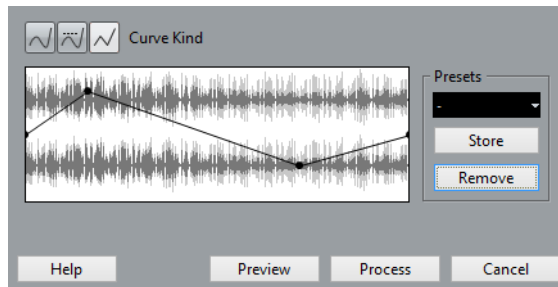 Curve Kind
Presets
-
Store
Remove
Help
Preview
Process
Cancel